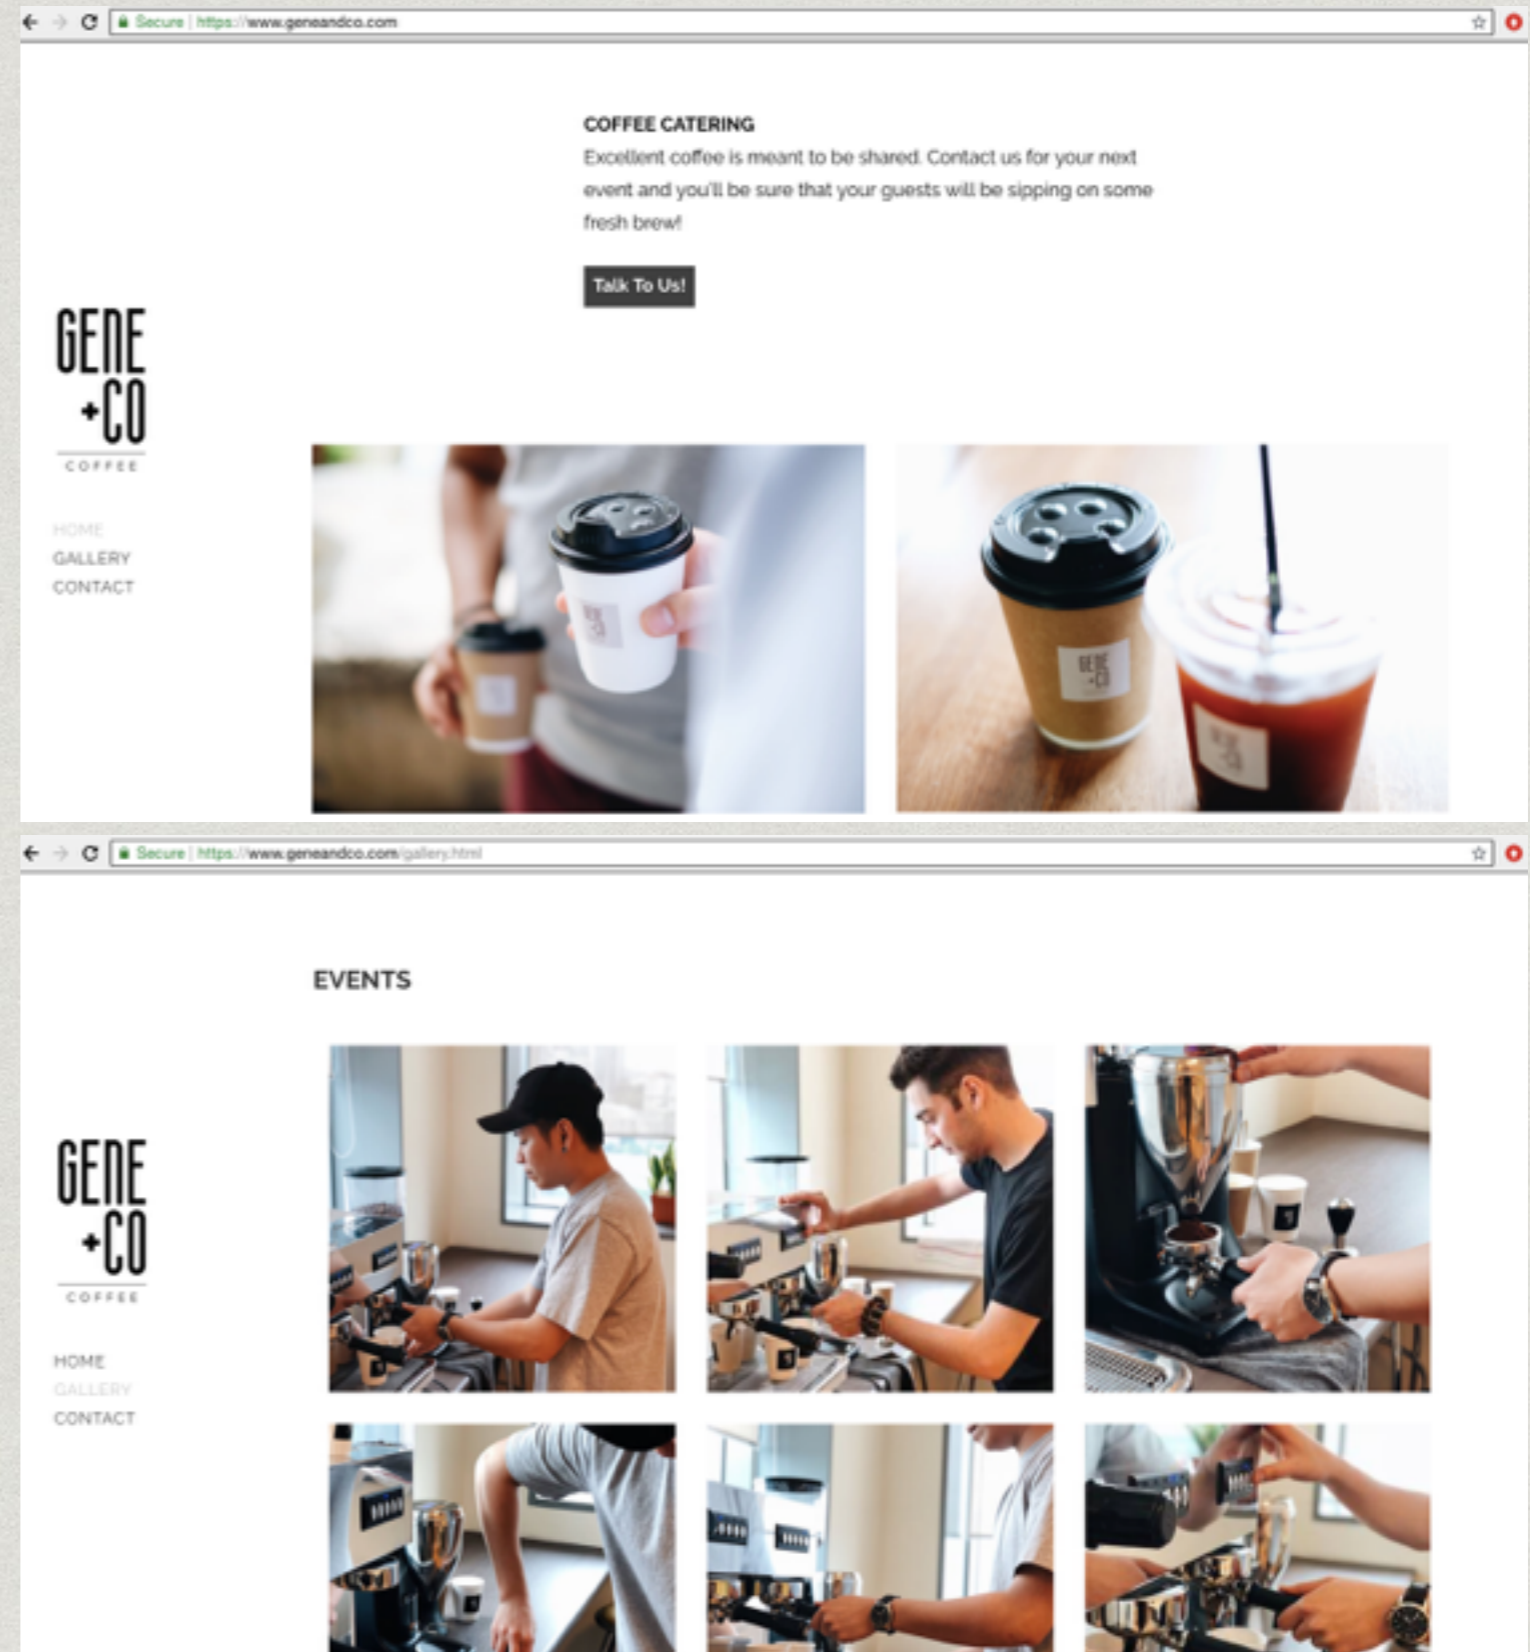 Secure | https://www.geneandco.com
COFFEE CATERING
Excellent coffee is meant to be shared. Contact us for your next
event and you'll be sure that your guests will be sipping on some
fresh brew!
Talk To Us!
GENE
+CO
COFFEE
HOME
GALLERY
CONTACT
GENE
+CO
Secure | https://www.geneandco.com/gallery.html
EVENTS
GENE
+CO
COFFEE
HOME
GALLERY
CONTACT